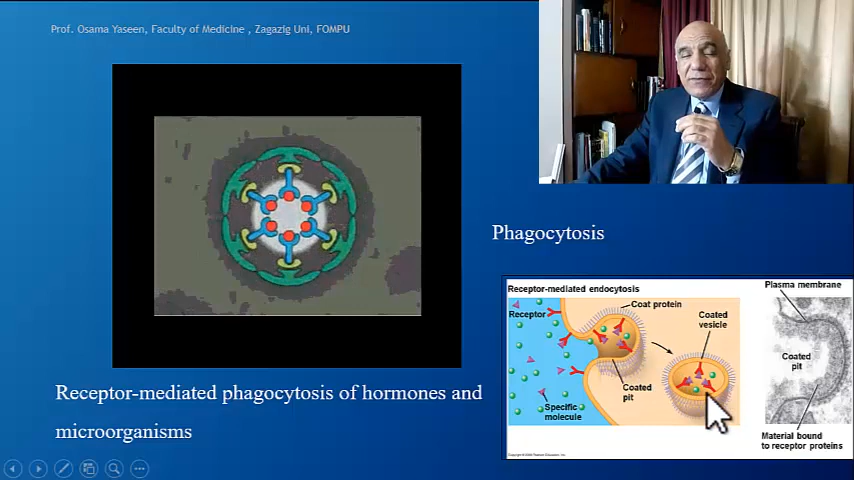 Prof. Osama Yaseen, Faculty of Medicine , Zagazig Uni, FOMPU
Phagocytosis
Receptor-mediated phagocytosis of hormones and
microorganisms
Receptor-mediated endocytosis
Coat protein
Receptor
Coated
vesicle
Coated
pit
Specific
molecule
Plasma membrane
Coated
pit
Material bound
to receptor proteins